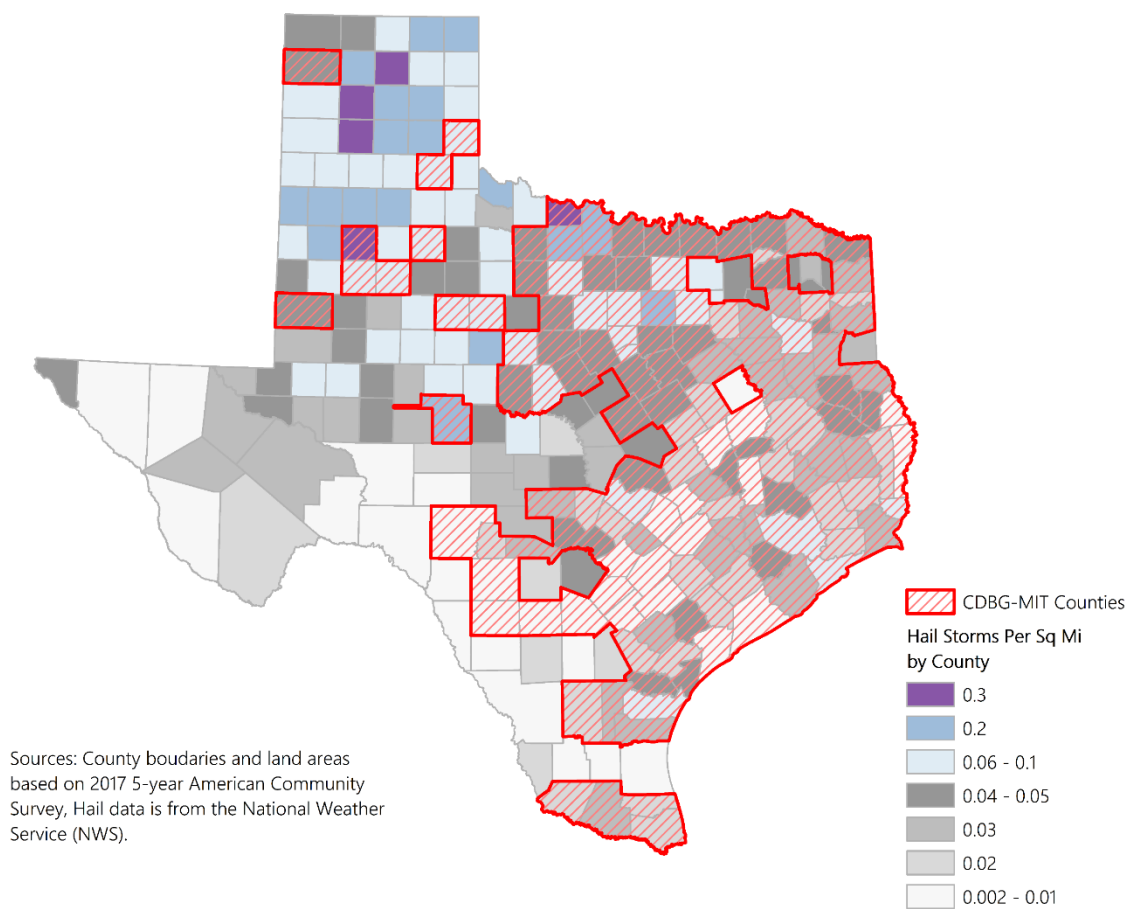 CDBG-MIT Counties
Hail Storms Per Sq Mi
by County
0.3
0.2
0.06 - 0.1
0.04 - 0.05
0.03
0.02
0.002 - 0.01
Sources: County boudaries and land areas
based on 2017 5-year American Community
Survey, Hail data is from the National Weather
Service (NWS).